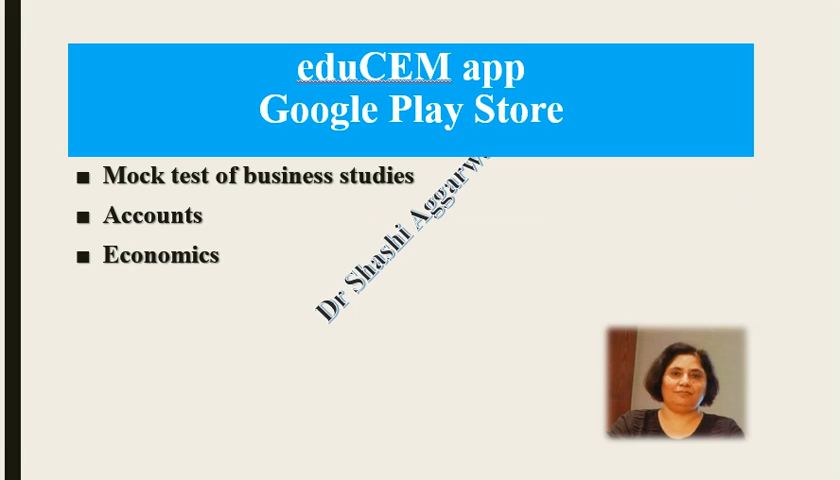 eduCEM app
Google Play Store
Mock test of business studies
Accounts
Economics
Dr Shashi